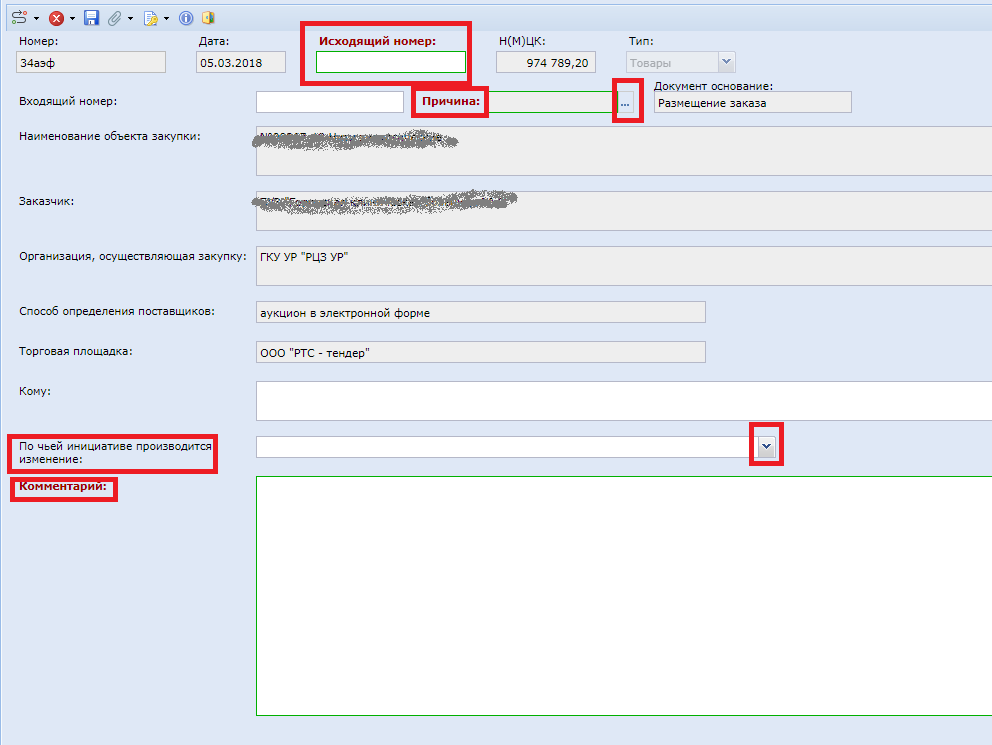 Номер:
Дата:
Исходящий номер:
Н(М)ЦК:
Тип:
34аэф
05.03.2018
974 789,20
Товары
Документ основание:
Входящий номер:
Причина:
...
Размещение заказа
Наименование объекта закупки:
Заказчик:
Организация, осуществляющая закупку:
ГКУ УР "РЦЗ УР"
Способ определения поставщиков:
аукцион в электронной форме
Торговая площадка:
ООО "РТС - тендер"
Кому:
По чьей инициативе производится
изменение:
Комментарий: